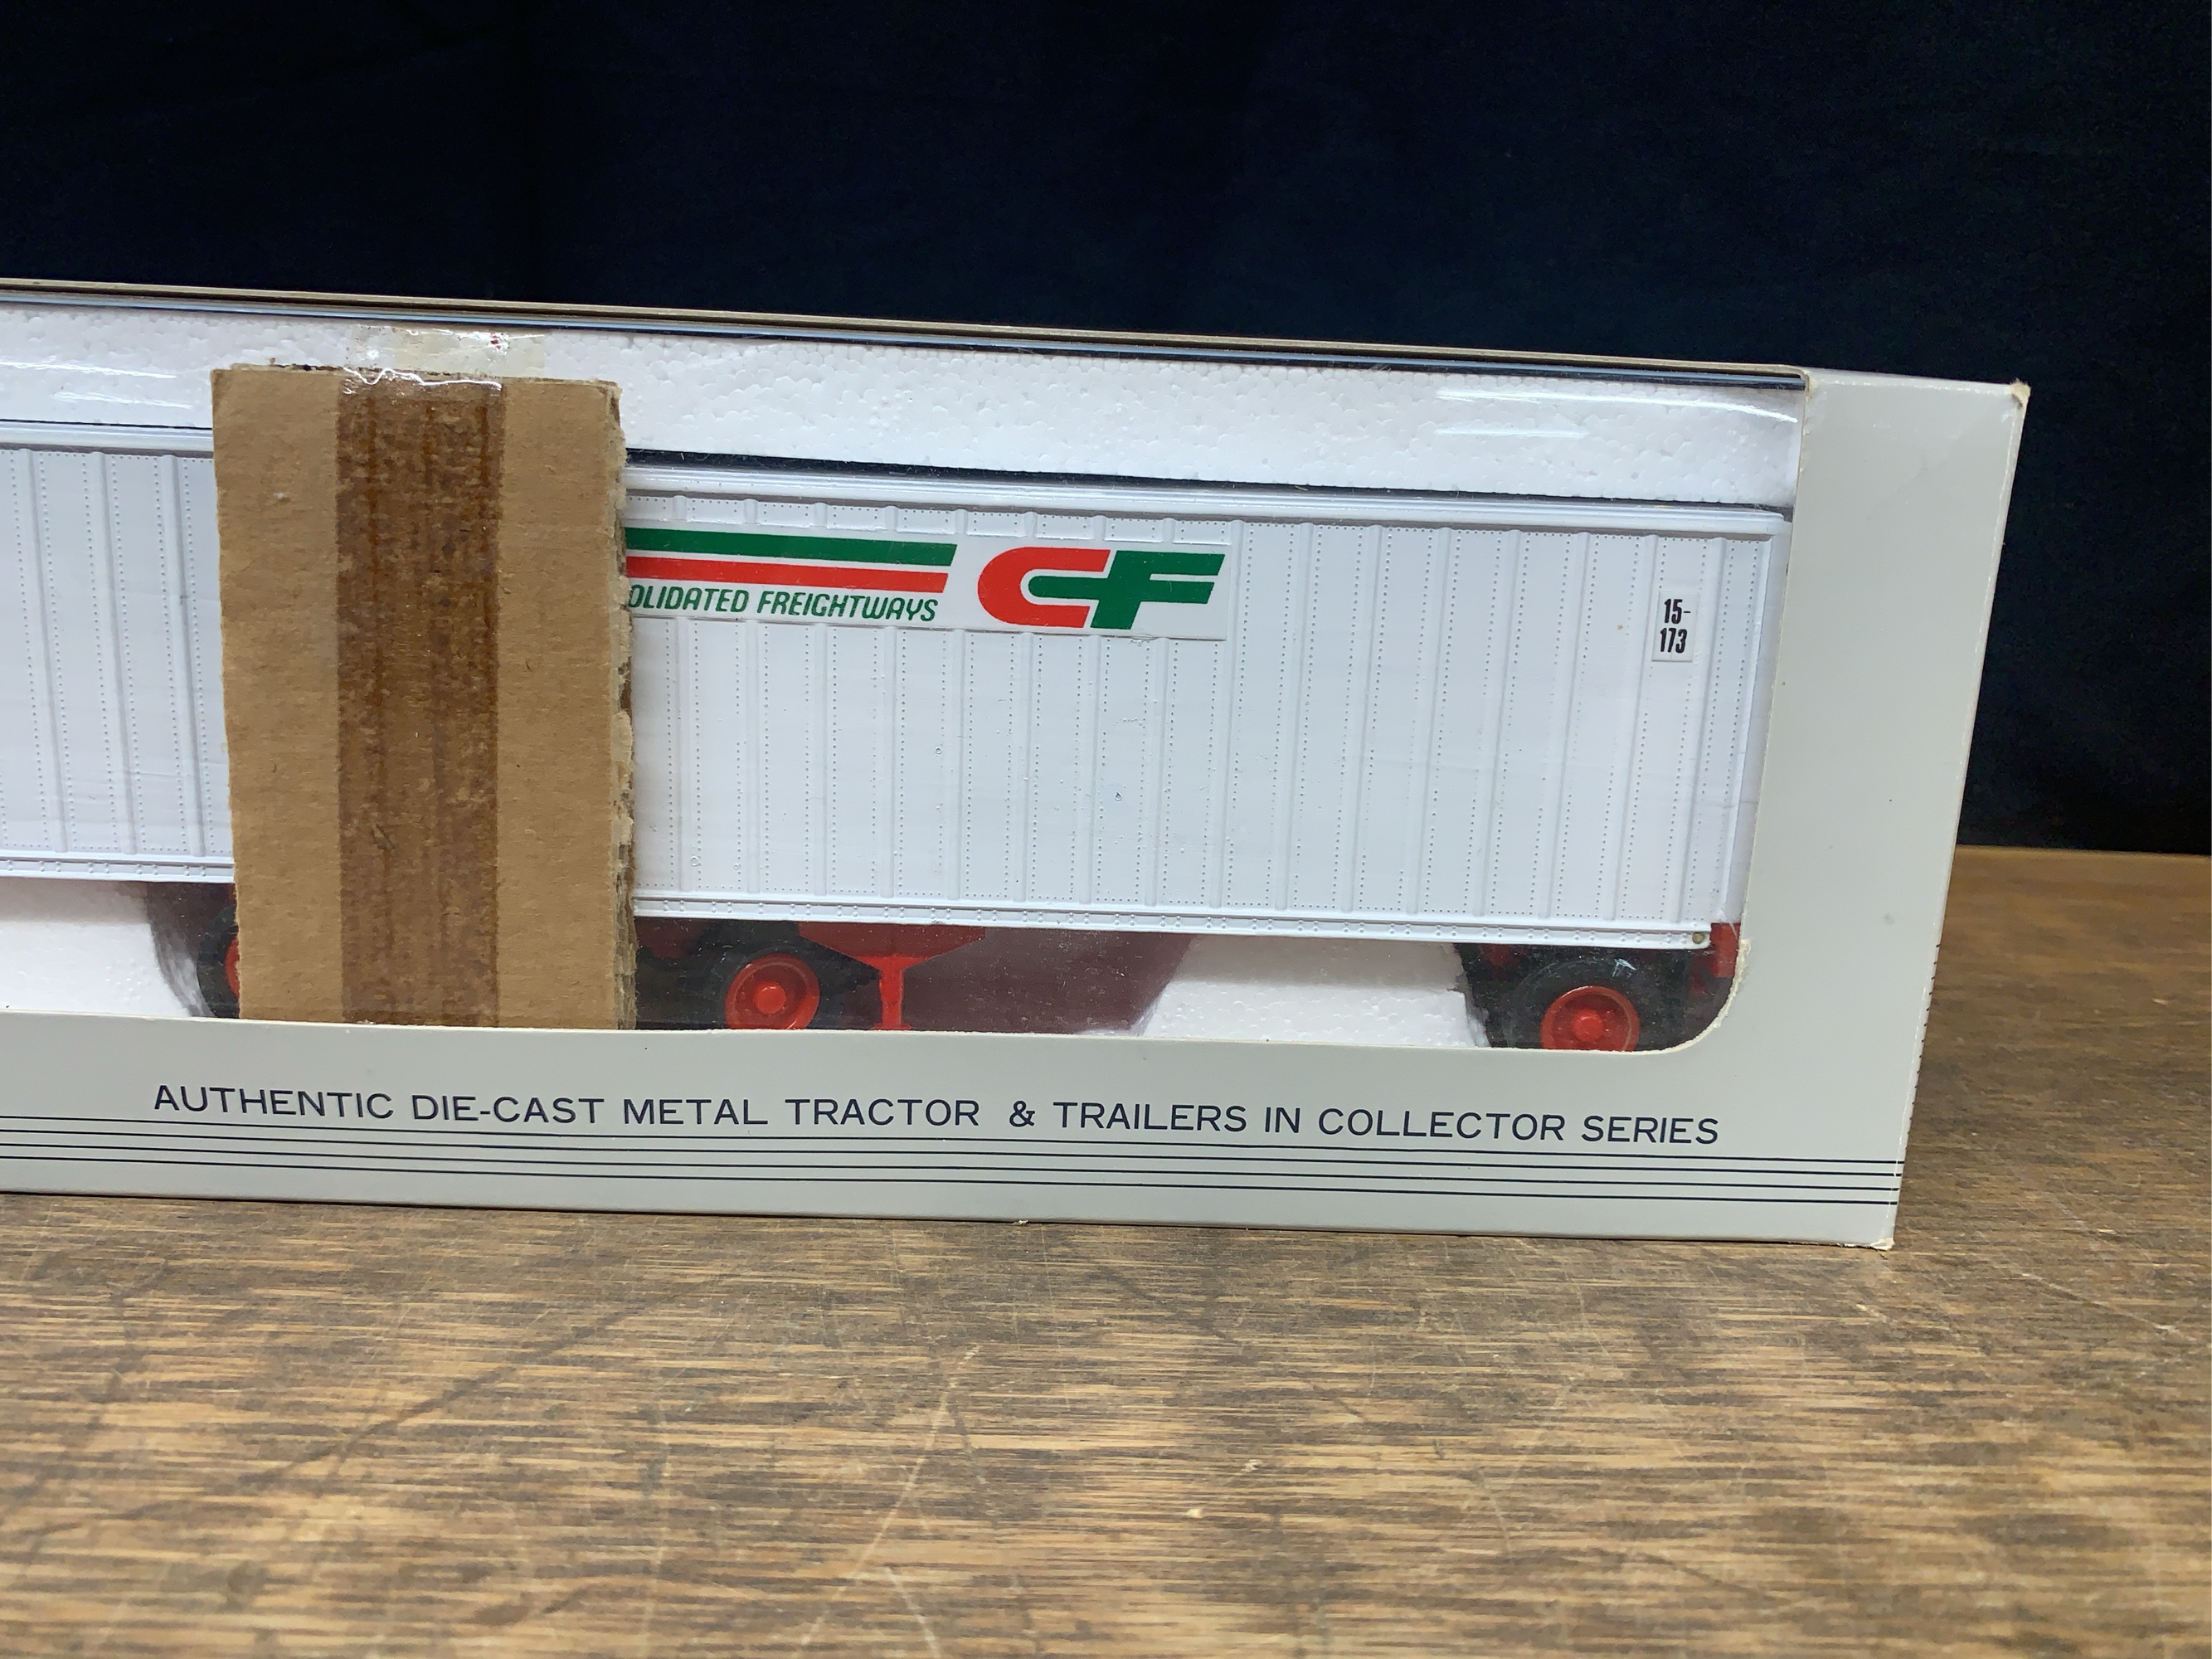 OLIDATED FREIGHTWAYS
CF
15-
173
AUTHENTIC DIE-CAST METAL TRACTOR & TRAILERS IN COLLECTOR SERIES